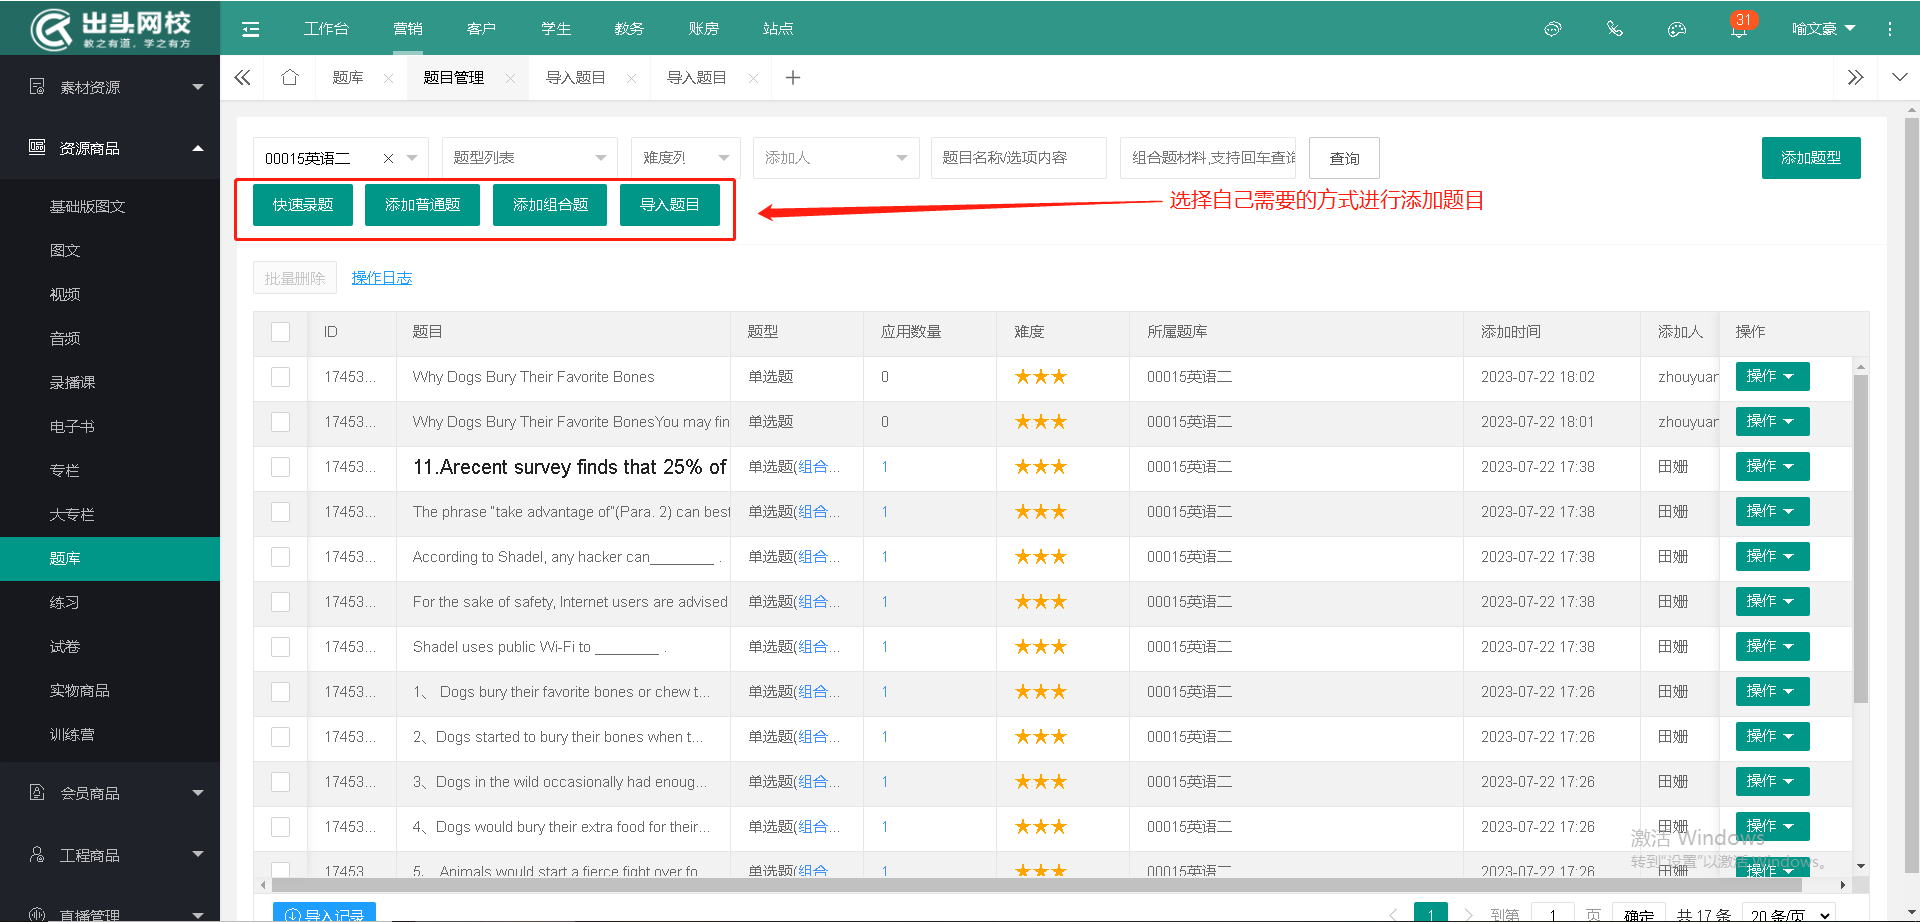 出头网校
教之有道，学之有方
工作台 营销 客户 学生 教务 账房 站点 31 喻文豪
题库 题目管理 导入题目 导入题目
素材资源
资源商品
基础版图文
图文
视频
音频
录播课
电子书
专栏
大专栏
题库
练习
试卷
实物商品
训练营
会员商品
工程商品
直播管理
00015英语二 题型列表 难度列 添加人 题目名称/选项内容 组合题材料,支持回车查询 查询 添加题型
快速录题 添加普通题 添加组合题 导入题目 选择自己需要的方式进行添加题目
批量删除 操作日志
ID 题目 题型 应用数量 难度 所属题库 添加时间 添加人 操作
17453... Why Dogs Bury Their Favorite Bones 单选题 0 ★★★ 00015英语二 2023-07-22 18:02 zhouyuan 操作
17453... Why Dogs Bury Their Favorite BonesYou may fin 单选题 0 ★★★ 00015英语二 2023-07-22 18:01 zhouyuan 操作
17453... 11.Arecent survey finds that 25% of 单选题(组合... 1 ★★★ 00015英语二 2023-07-22 17:38 田姗 操作
17453... The phrase "take advantage of"(Para. 2) can best 单选题(组合... 1 ★★★ 00015英语二 2023-07-22 17:38 田姗 操作
17453... According to Shadel, any hacker can________ . 单选题(组合... 1 ★★★ 00015英语二 2023-07-22 17:38 田姗 操作
17453... For the sake of safety, Internet users are advised 单选题(组合... 1 ★★★ 00015英语二 2023-07-22 17:38 田姗 操作
17453... Shadel uses public Wi-Fi to ________ . 单选题(组合... 1 ★★★ 00015英语二 2023-07-22 17:38 田姗 操作
17453... 1、 Dogs bury their favorite bones or chew t... 单选题(组合... 1 ★★★ 00015英语二 2023-07-22 17:26 田姗 操作
17453... 2、Dogs started to bury their bones when t... 单选题(组合... 1 ★★★ 00015英语二 2023-07-22 17:26 田姗 操作
17453... 3、Dogs in the wild occasionally had enoug... 单选题(组合... 1 ★★★ 00015英语二 2023-07-22 17:26 田姗 操作
17453... 4、Dogs would bury their extra food for their... 单选题(组合... 1 ★★★ 00015英语二 2023-07-22 17:26 田姗 操作
17453 5、 Animals would start a fierce fight over fo 单选题(组合 1 ★★★ 00015英语二 2023-07-22 17:26 田姗 操作
激活 Windows
转到"设置"以激活 Windows。
导入记录 1 到第 1 页 确定 共 17 条 20 条/页